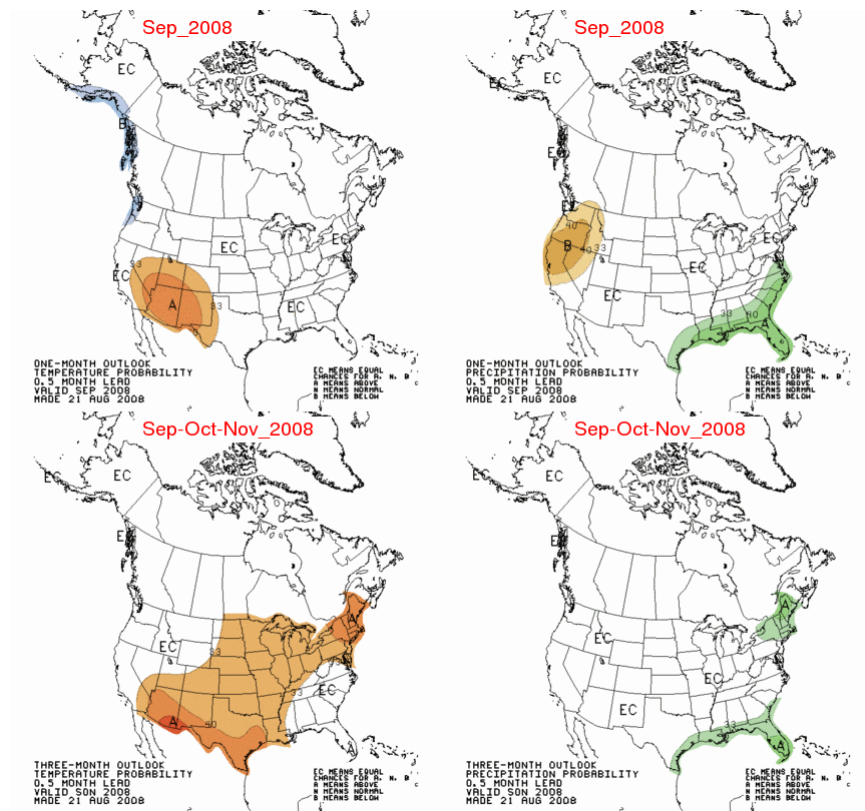 Sep_2008
EC
B
EC
EC
EC
33
A
33
EC
ONE-MONTH OUTLOOK
TEMPERATURE PROBABILITY
0.5 MONTH LEAD
VALID SEP 2008
MADE 21 AUG 2008
EC MEANS EQUAL
CHANCES FOR A, N, B
A MEANS ABOVE
N MEANS NORMAL
B MEANS BELOW
Sep_2008
EC
EC
EC
EC
40
B
40
33
EC
EC
EC
33
40
A
ONE-MONTH OUTLOOK
PRECIPITATION PROBABILITY
0.5 MONTH LEAD
VALID SEP 2008
MADE 21 AUG 2008
EC MEANS EQUAL
CHANCES FOR A, N, B
A MEANS ABOVE
N MEANS NORMAL
B MEANS BELOW
Sep-Oct-Nov_2008
EC
EC
A
EC
33
EC
33
A
A
THREE-MONTH OUTLOOK
TEMPERATURE PROBABILITY
0.5 MONTH LEAD
VALID SON 2008
MADE 21 AUG 2008
EC MEANS EQUAL
CHANCES FOR A, N, B
A MEANS ABOVE
N MEANS NORMAL
B MEANS BELOW
Sep-Oct-Nov_2008
EC
EC
A
EC
EC
EC
33
A
THREE-MONTH OUTLOOK
PRECIPITATION PROBABILITY
0.5 MONTH LEAD
VALID SON 2008
MADE 21 AUG 2008
EC MEANS EQUAL
CHANCES FOR A, N, B
A MEANS ABOVE
N MEANS NORMAL
B MEANS BELOW